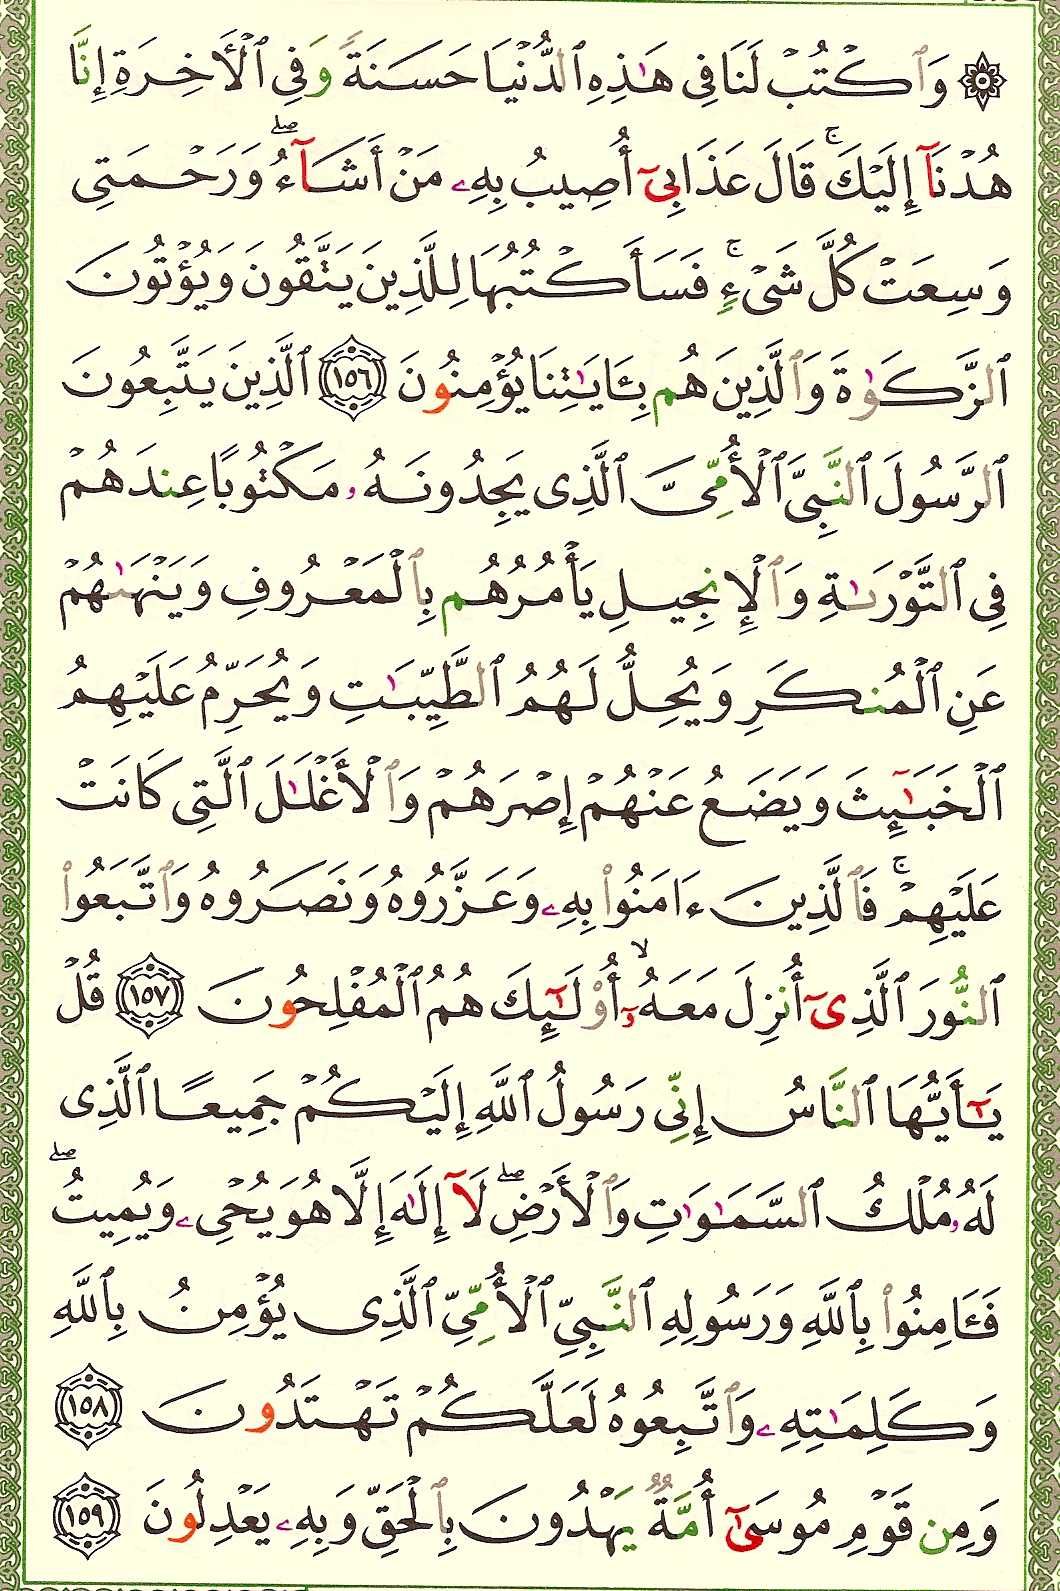 ۞ وَٱكْتُبْ لَنَا فِى هَٰذِهِ ٱلدُّنْيَا حَسَنَةً وَفِى ٱلْأَخِرَةِ إِنَّا
هُدْنَآ إِلَيْكَ ۚ قَالَ عَذَابِىٓ أُصِيبُ بِهِۦ مَنْ أَشَآءُ ۖ وَرَحْمَتِى
وَسِعَتْ كُلَّ شَىْءٍ ۚ فَسَأَكْتُبُهَا لِلَّذِينَ يَتَّقُونَ وَيُؤْتُونَ
ٱلزَّكَوٰةَ وَٱلَّذِينَ هُم بِـَٔايَٰتِنَا يُؤْمِنُونَ ١٥٦ ٱلَّذِينَ يَتَّبِعُونَ
ٱلرَّسُولَ ٱلنَّبِىَّ ٱلْأُمِّىَّ ٱلَّذِى يَجِدُونَهُۥ مَكْتُوبًا عِندَهُمْ
فِى ٱلتَّوْرَىٰةِ وَٱلْإِنجِيلِ يَأْمُرُهُم بِٱلْمَعْرُوفِ وَيَنْهَىٰهُمْ
عَنِ ٱلْمُنكَرِ وَيُحِلُّ لَهُمُ ٱلطَّيِّبَٰتِ وَيُحَرِّمُ عَلَيْهِمُ
ٱلْخَبَٰٓئِثَ وَيَضَعُ عَنْهُمْ إِصْرَهُمْ وَٱلْأَغْلَٰلَ ٱلَّتِى كَانَتْ
عَلَيْهِمْ ۚ فَٱلَّذِينَ ءَامَنُوا۟ بِهِۦ وَعَزَّرُوهُ وَنَصَرُوهُ وَٱتَّبَعُوا۟
ٱلنُّورَ ٱلَّذِىٓ أُنزِلَ مَعَهُۥٓ ۙ أُو۟لَٰٓئِكَ هُمُ ٱلْمُفْلِحُونَ ١٥٧ قُلْ
يَٰٓأَيُّهَا ٱلنَّاسُ إِنِّى رَسُولُ ٱللَّهِ إِلَيْكُمْ جَمِيعًا ٱلَّذِى
لَهُۥ مُلْكُ ٱلسَّمَٰوَٰتِ وَٱلْأَرْضِ ۖ لَآ إِلَٰهَ إِلَّا هُوَ يُحْىِۦ وَيُمِيتُ ۖ
فَـَٔامِنُوا۟ بِٱللَّهِ وَرَسُولِهِ ٱلنَّبِىِّ ٱلْأُمِّىِّ ٱلَّذِى يُؤْمِنُ بِٱللَّهِ
وَكَلِمَٰتِهِۦ وَٱتَّبِعُوهُ لَعَلَّكُمْ تَهْتَدُونَ ١٥٨
وَمِن قَوْمِ مُوسَىٰٓ أُمَّةٌ يَهْدُونَ بِٱلْحَقِّ وَبِهِۦ يَعْدِلُونَ ١٥٩